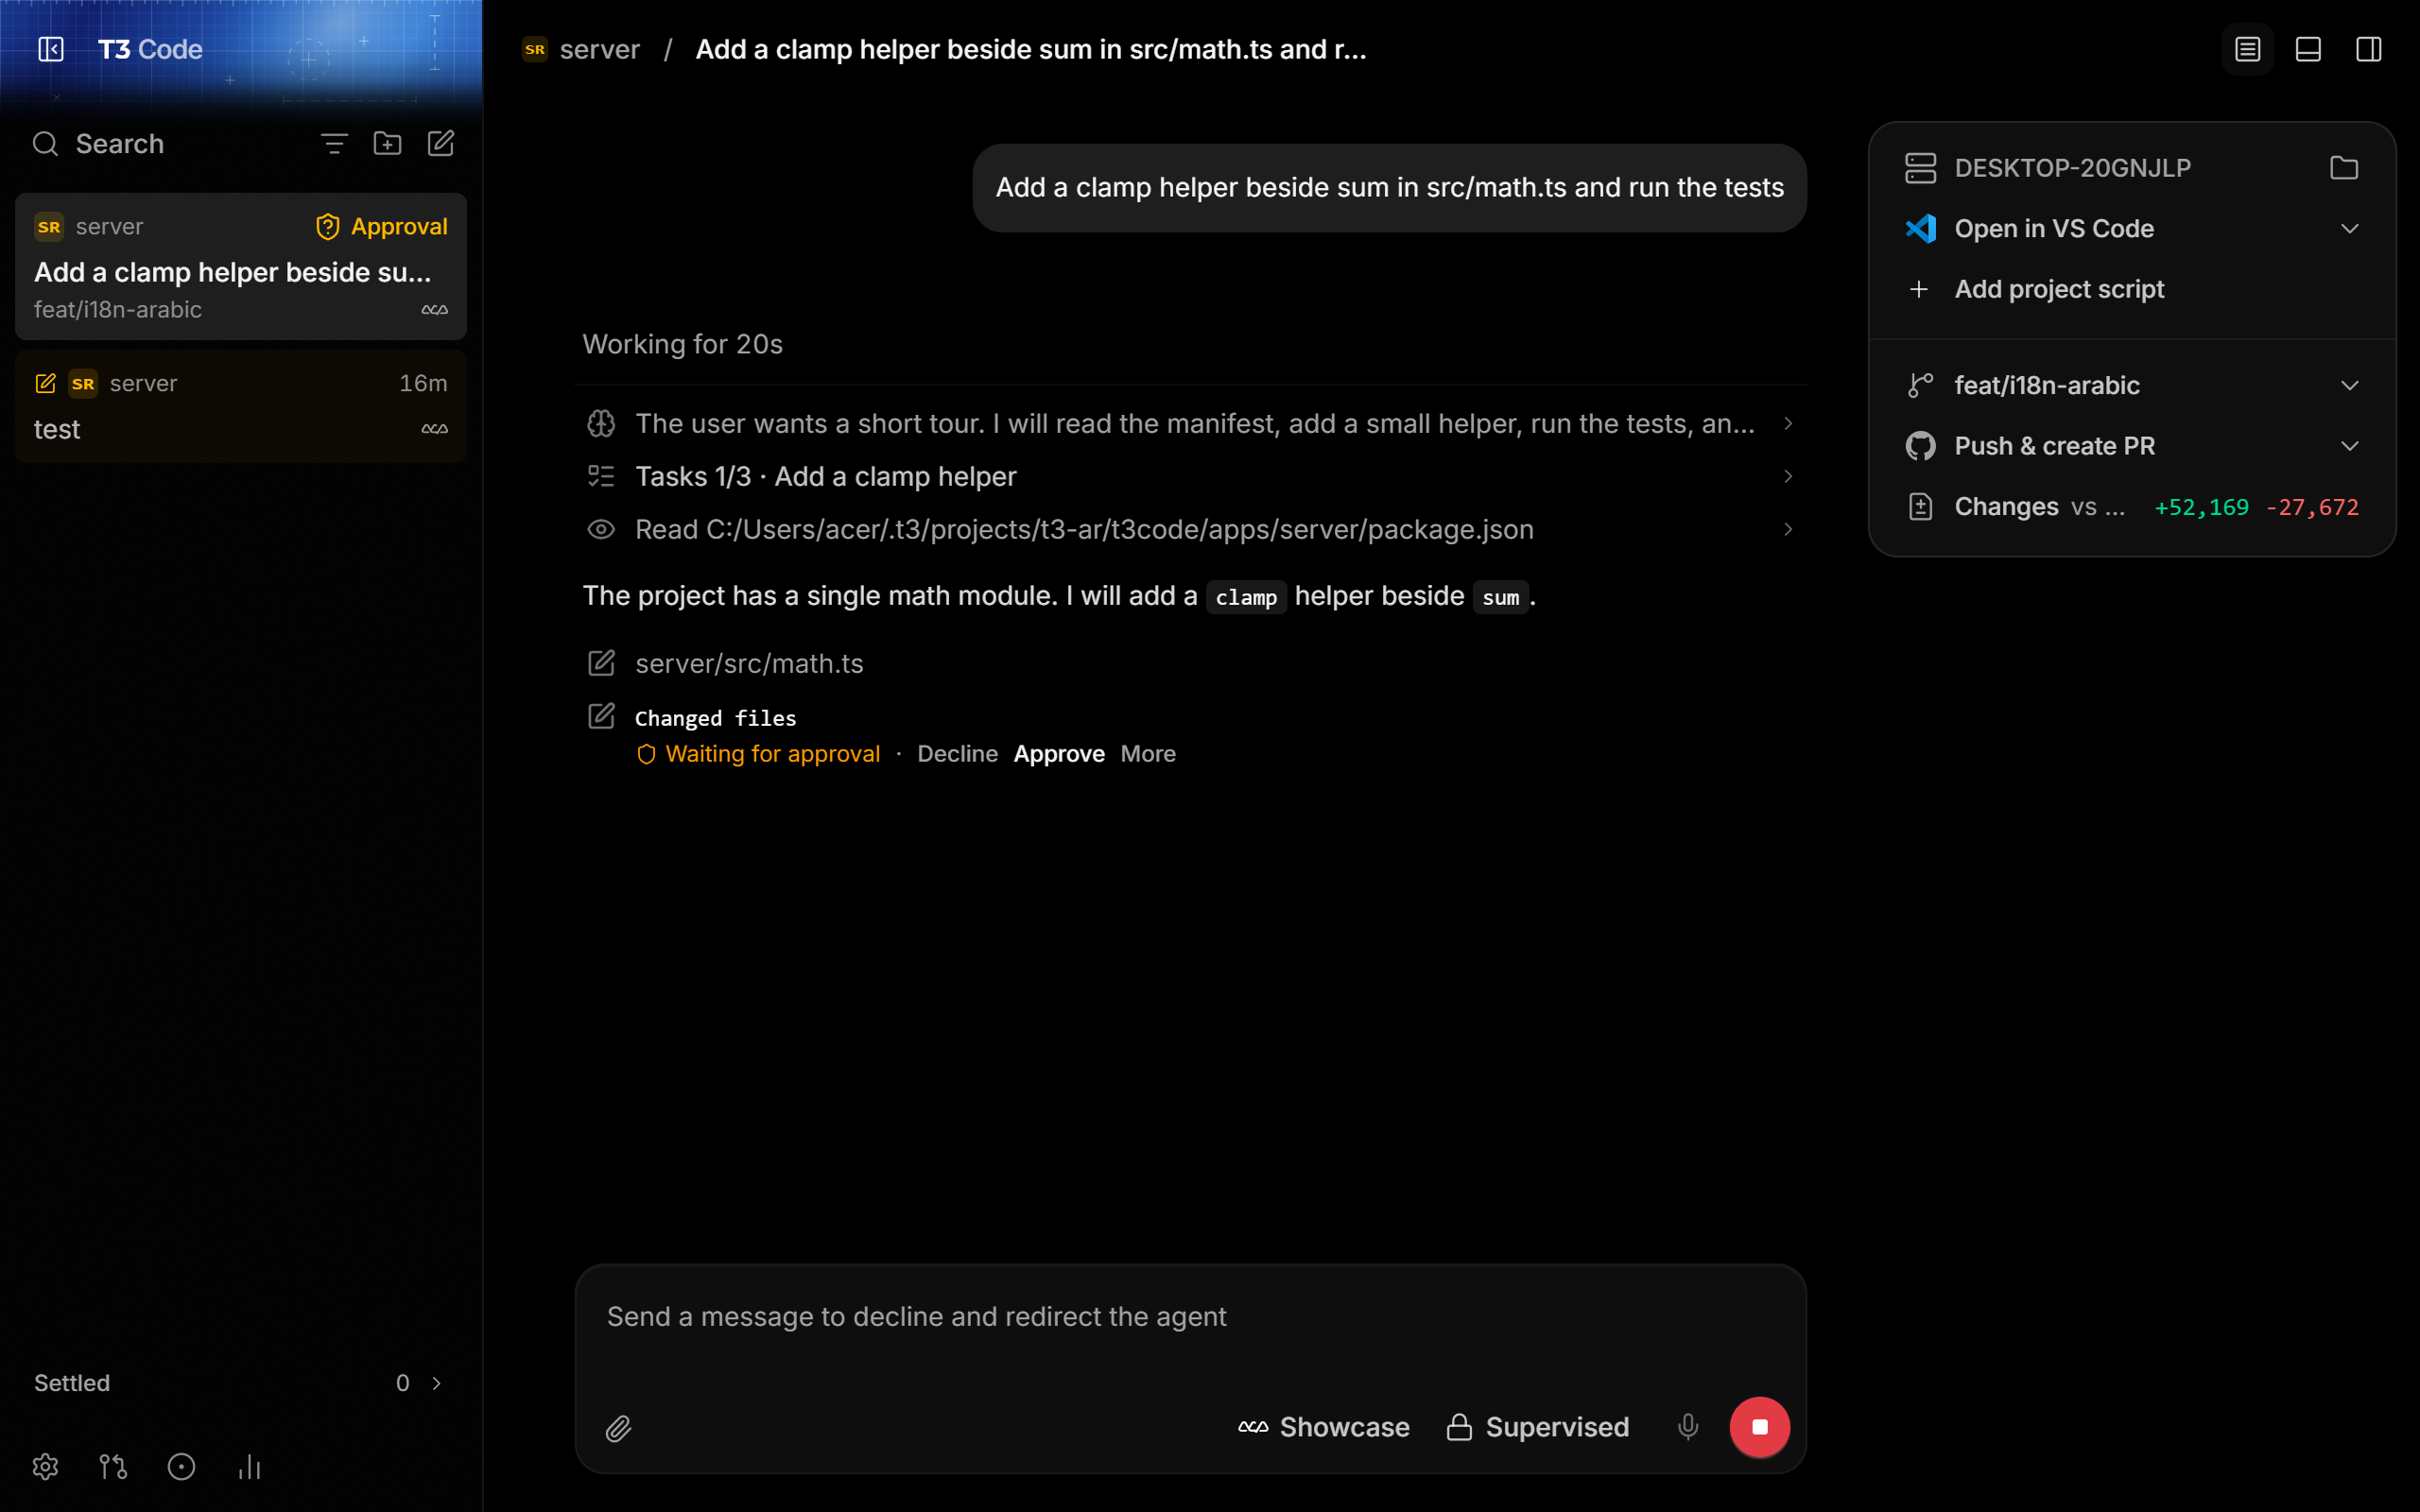 T3 Code
Search
SR server Approval
Add a clamp helper beside su...
feat/i18n-arabic
SR server 16m
test
Settled 0
SR server / Add a clamp helper beside sum in src/math.ts and r...
Add a clamp helper beside sum in src/math.ts and run the tests
Working for 20s
The user wants a short tour. I will read the manifest, add a small helper, run the tests, an...
Tasks 1/3 · Add a clamp helper
Read C:/Users/acer/.t3/projects/t3-ar/t3code/apps/server/package.json
The project has a single math module. I will add a clamp helper beside sum.
server/src/math.ts
Changed files
Waiting for approval · Decline Approve More
Send a message to decline and redirect the agent
Showcase Supervised
DESKTOP-20GNJLP
Open in VS Code
Add project script
feat/i18n-arabic
Push & create PR
Changes vs ... +52,169 -27,672